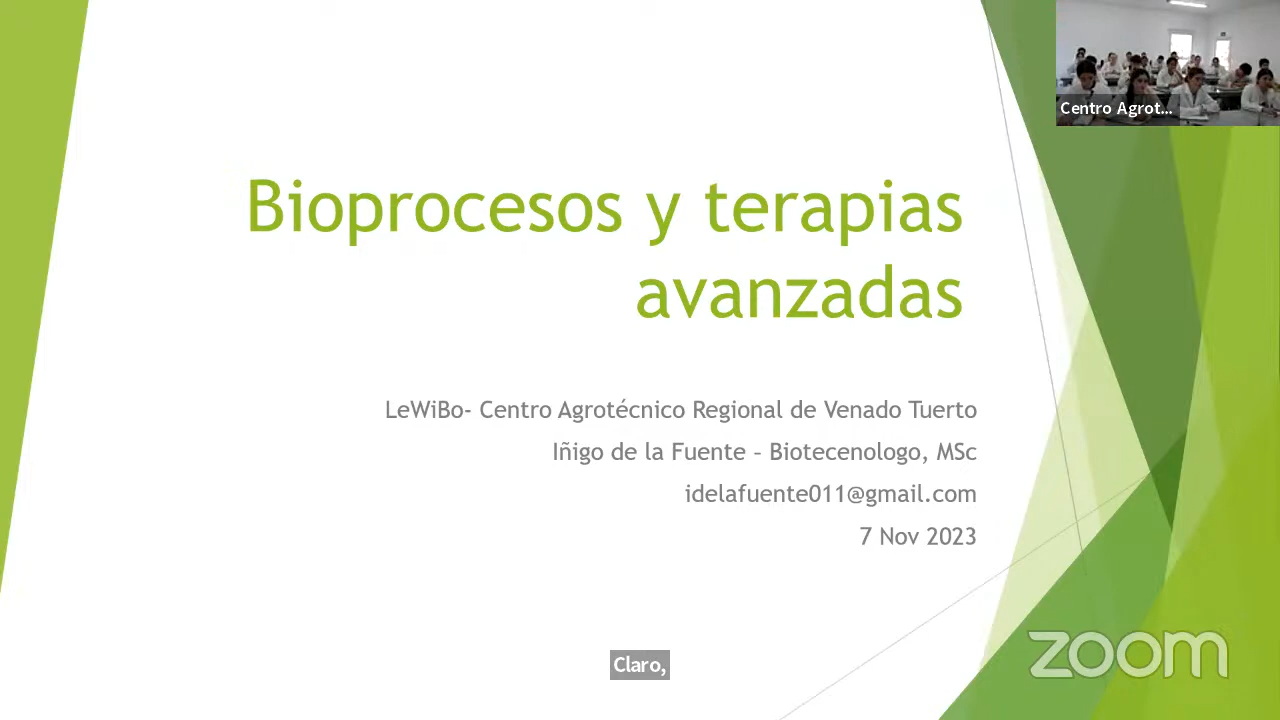 Centro Agrot...
Bioprocesos y terapias
avanzadas
LeWiBo- Centro Agrotécnico Regional de Venado Tuerto
Iñigo de la Fuente – Biotecenologo, MSc
idelafuente011@gmail.com
7 Nov 2023
Claro,
zoom